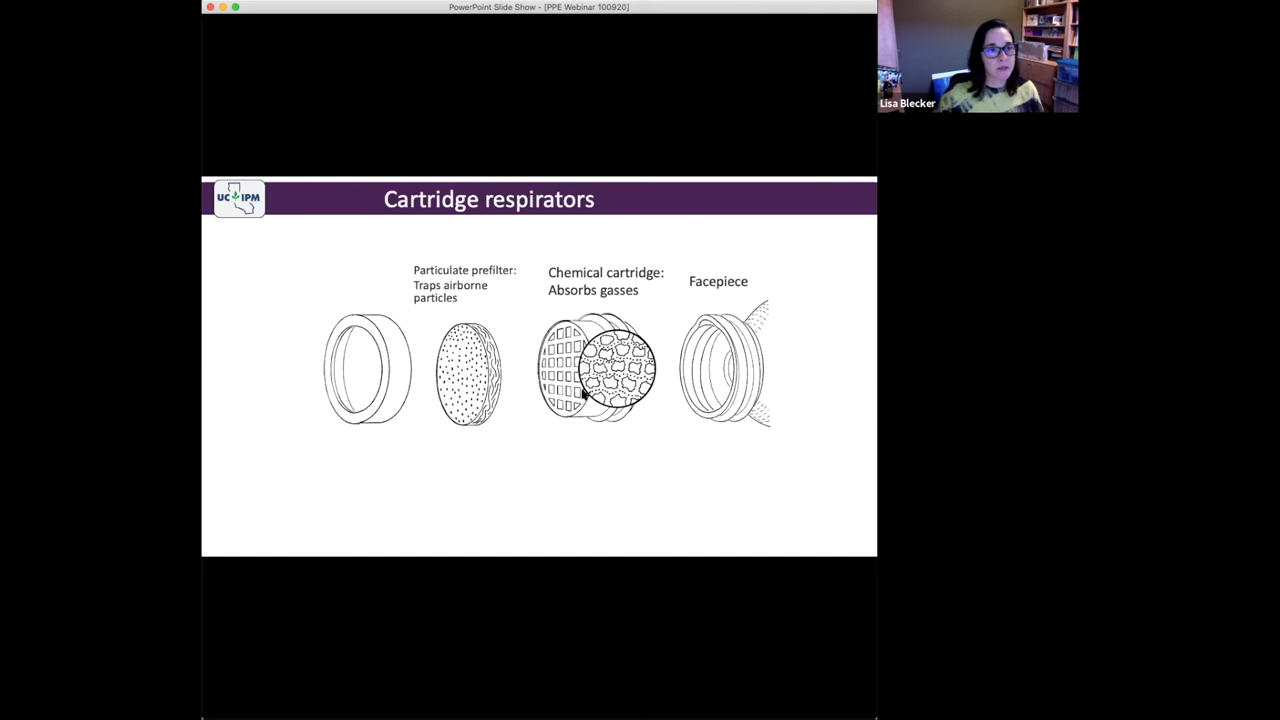 PowerPoint Slide Show - [PPE Webinar 100920]
Lisa Blecker
UC IPM
Cartridge respirators
Particulate prefilter:
Traps airborne
particles
Chemical cartridge:
Absorbs gasses
Facepiece